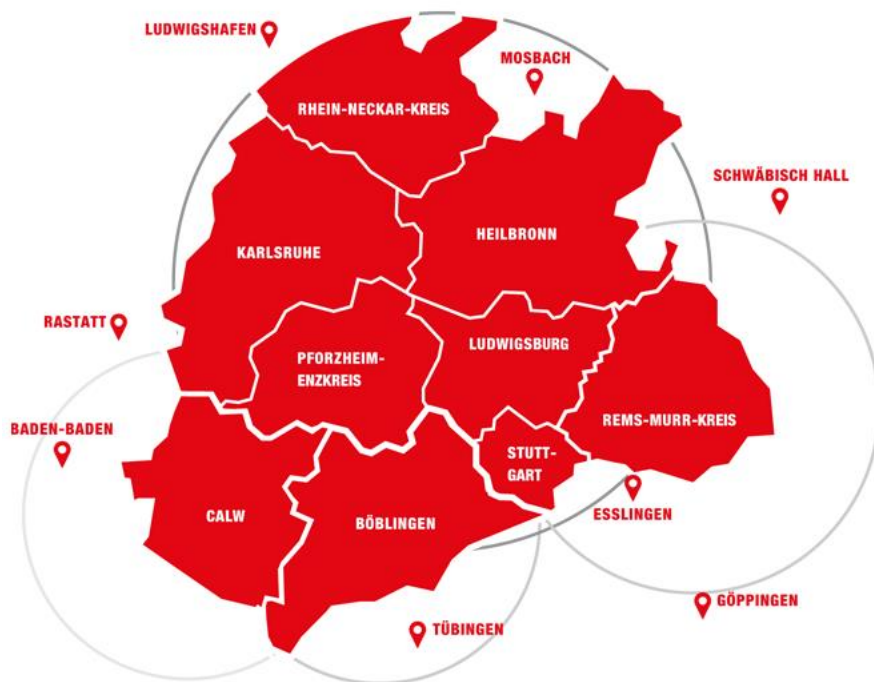 LUDWIGSHAFEN
MOSBACH
RHEIN-NECKAR-KREIS
SCHWÄBISCH HALL
HEILBRONN
KARLSRUHE
RASTATT
LUDWIGSBURG
PFORZHEIM-
ENZKREIS
REMS-MURR-KREIS
BADEN-BADEN
STUTT-
GART
ESSLINGEN
CALW
BÖBLINGEN
GÖPPINGEN
TÜBINGEN